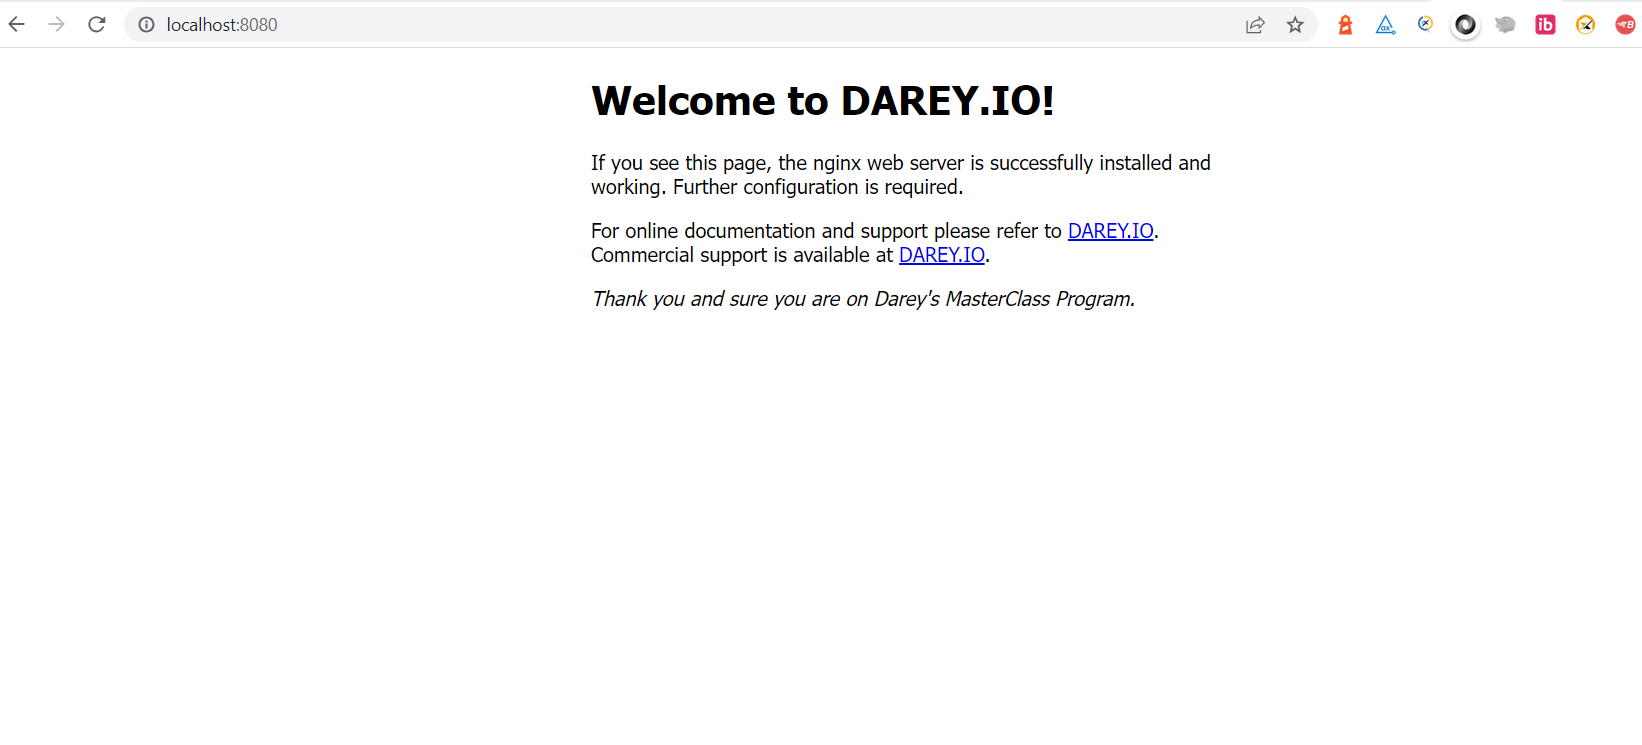 localhost:8080
Welcome to DAREY.IO!
If you see this page, the nginx web server is successfully installed and
working. Further configuration is required.
For online documentation and support please refer to DAREY.IO.
Commercial support is available at DAREY.IO.
Thank you and sure you are on Darey's MasterClass Program.
ax
ib
B